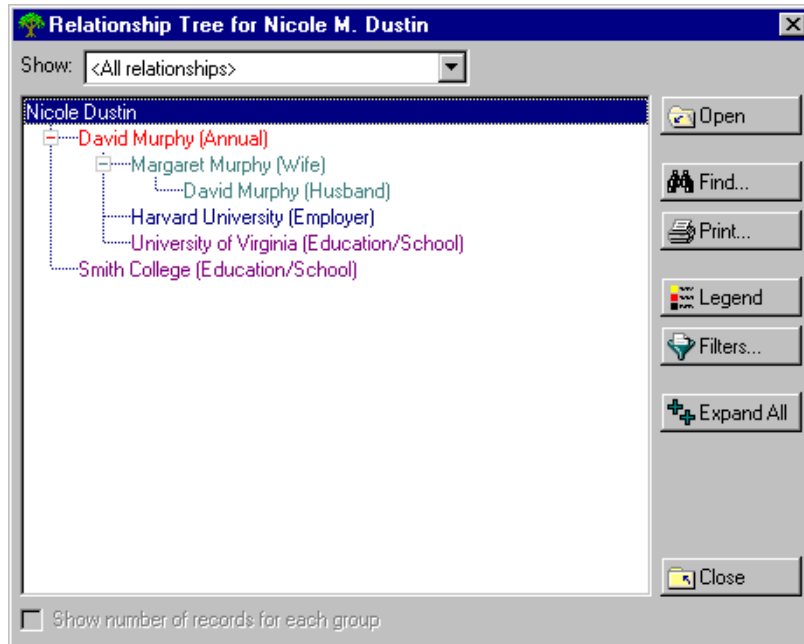 Relationship Tree for Nicole M. Dustin
Show: <All relationships>
Nicole Dustin
David Murphy (Annual)
Margaret Murphy (Wife)
David Murphy (Husband)
Harvard University (Employer)
University of Virginia (Education/School)
Smith College (Education/School)
Open
Find...
Print...
Legend
Filters...
Expand All
Close
Show number of records for each group